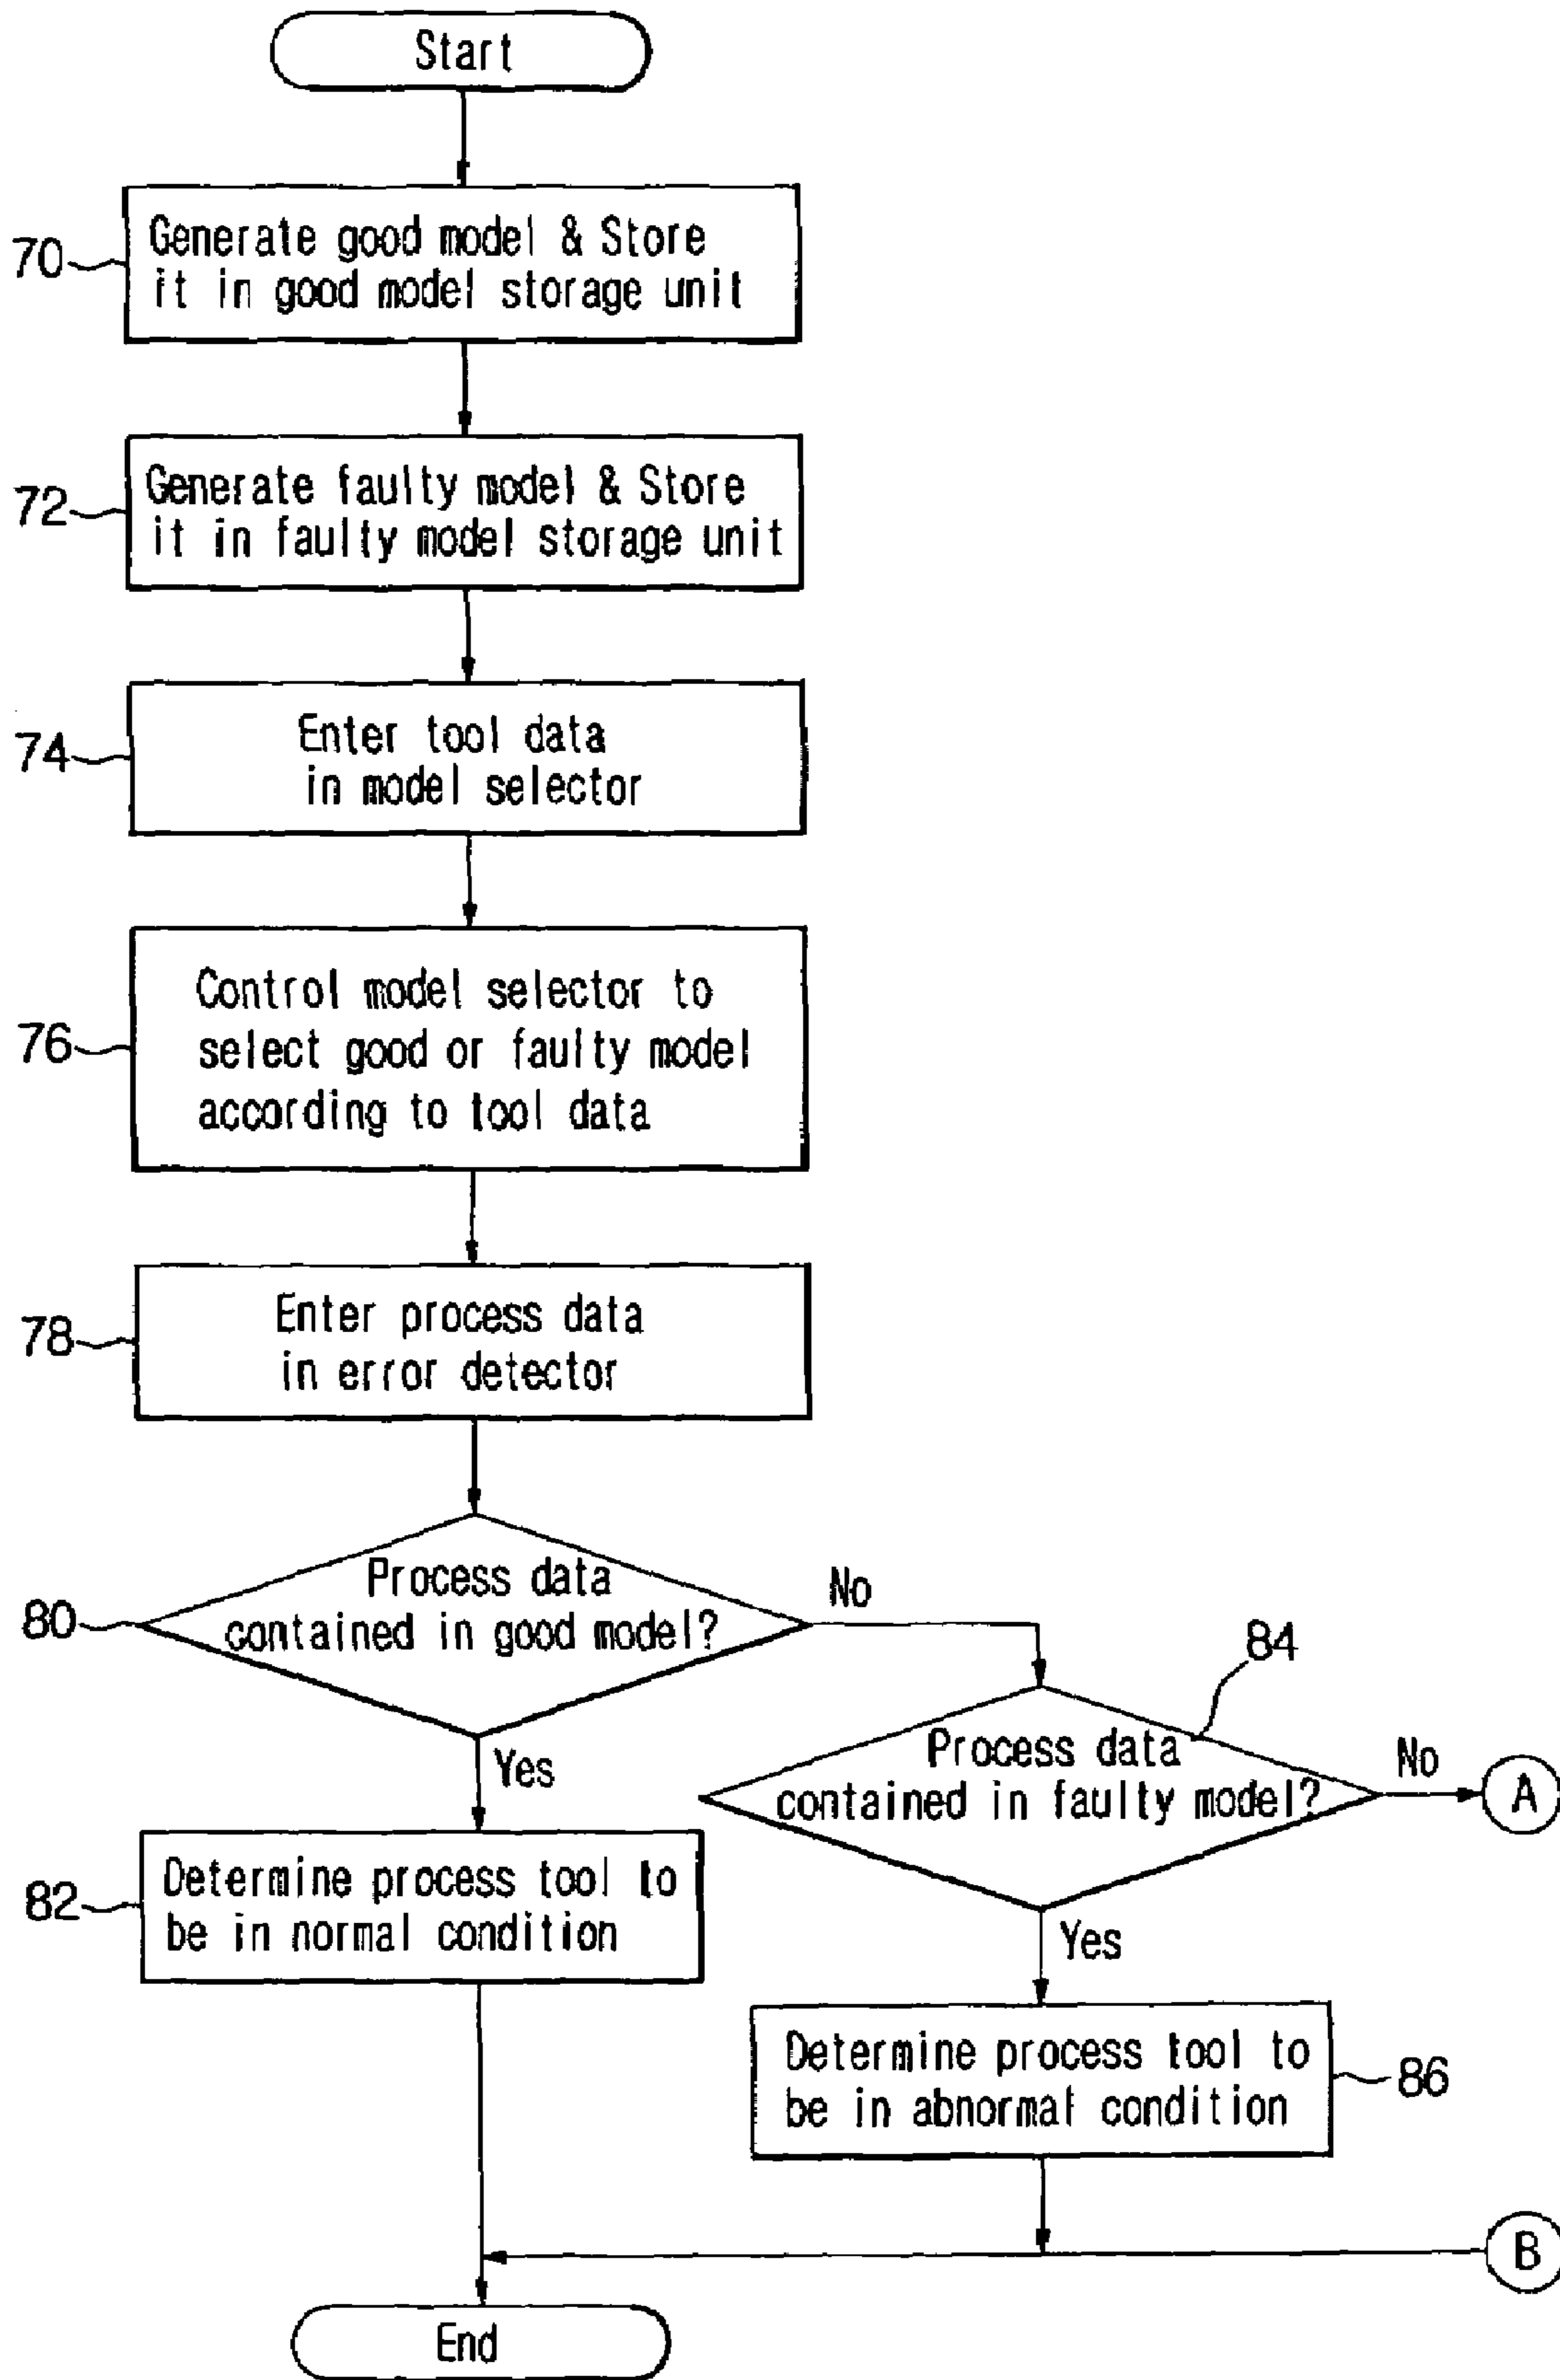 Start
70
Generate good model & Store
it in good model storage unit
72
Generate faulty model & Store
it in faulty model storage unit
74
Enter tool data
in model selector
76
Control model selector to
select good or faulty model
according to tool data
78
Enter process data
in error detector
80
Process data
contained in good model?
No
Yes
84
Process data
contained in faulty model?
No
A
Yes
82
Determine process tool to
be in normal condition
Determine process tool to
be in abnormal condition
86
B
End